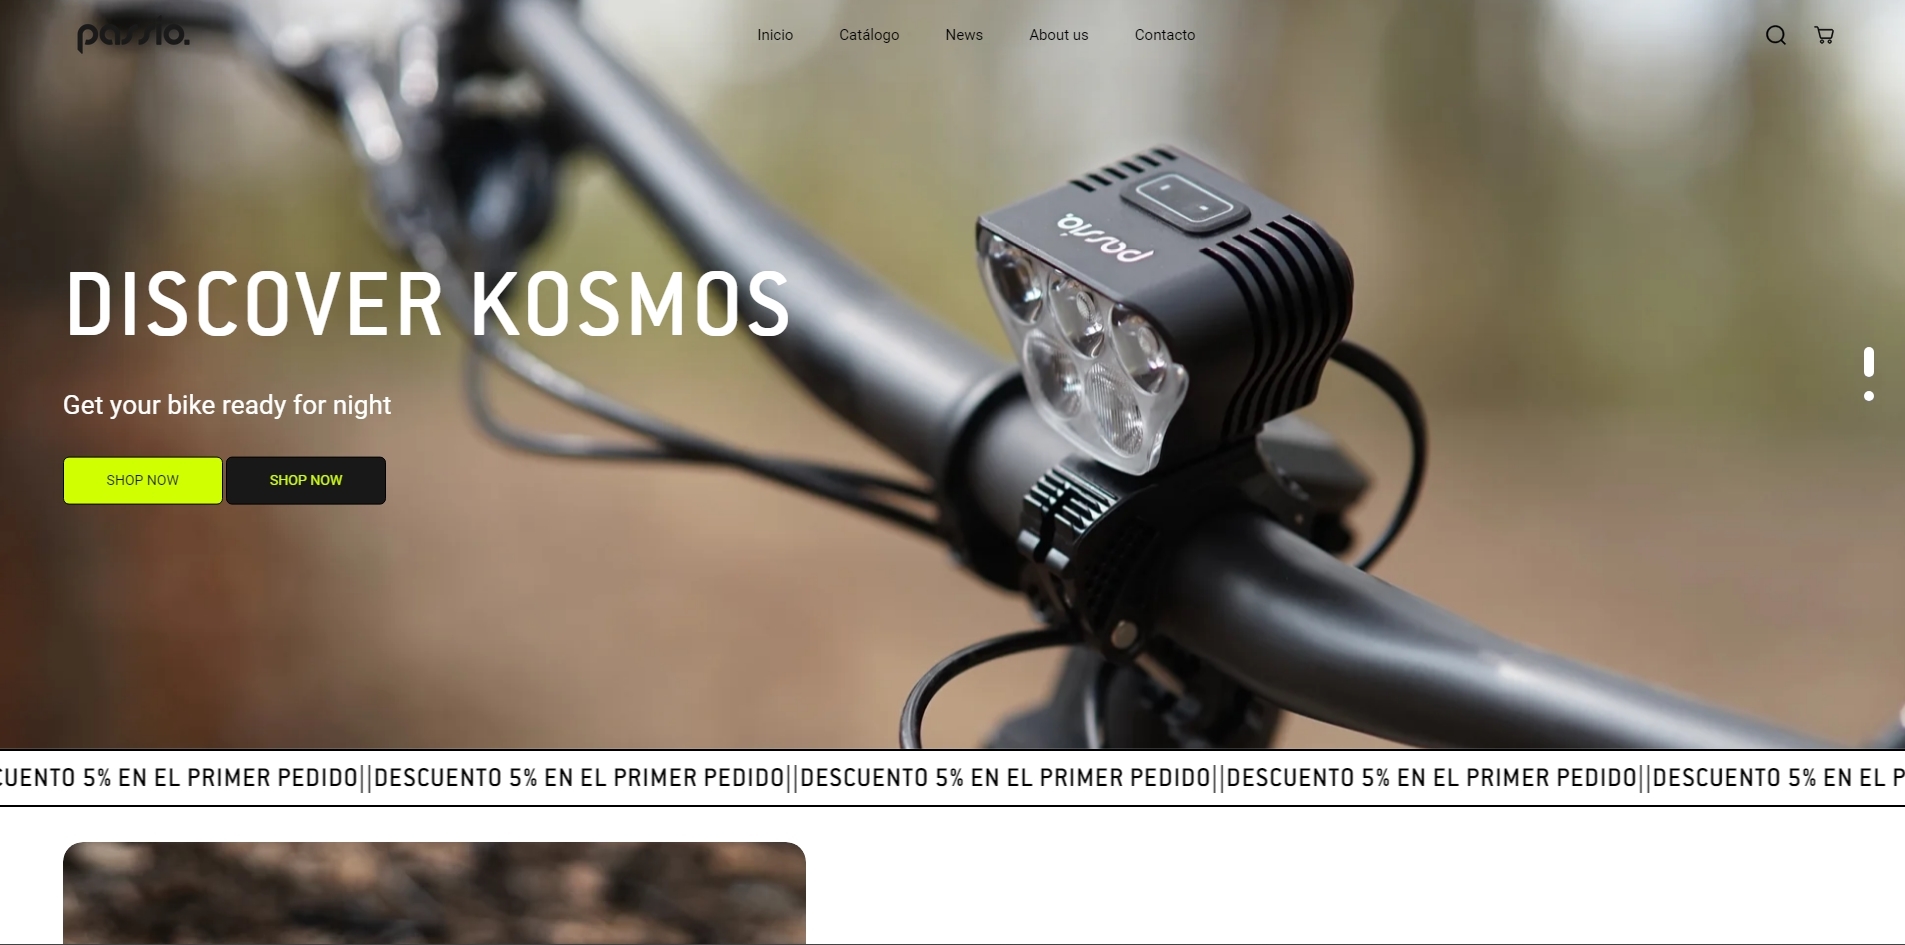 passio.
Inicio Catálogo News About us Contacto
passio.
DISCOVER KOSMOS
Get your bike ready for night
SHOP NOW SHOP NOW
CUENTO 5% EN EL PRIMER PEDIDO||DESCUENTO 5% EN EL PRIMER PEDIDO||DESCUENTO 5% EN EL PRIMER PEDIDO||DESCUENTO 5% EN EL PRIMER PEDIDO||DESCUENTO 5% EN EL P